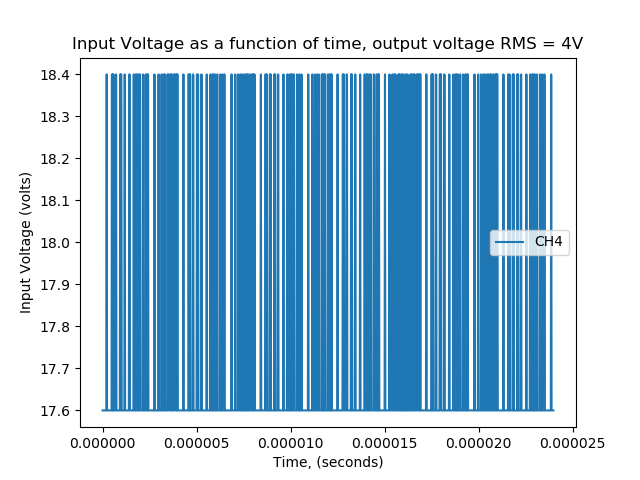 Input Voltage as a function of time, output voltage RMS = 4V
18.4
18.3
18.2
18.1
18.0
17.9
17.8
17.7
17.6
Input Voltage (volts)
CH4
0.000000 0.000005 0.000010 0.000015 0.000020 0.000025
Time, (seconds)